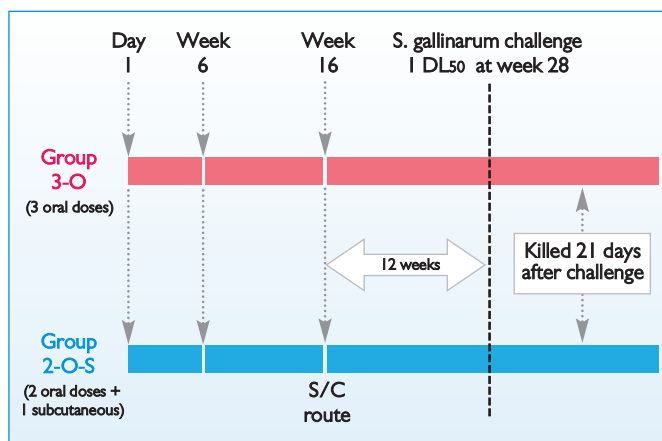 Day
1
Week
6
Week
16
S. gallinarum challenge
1 DL50 at week 28
Group
3-O
(3 oral doses)
12 weeks
Killed 21 days
after challenge
Group
2-O-S
(2 oral doses +
1 subcutaneous)
S/C
route